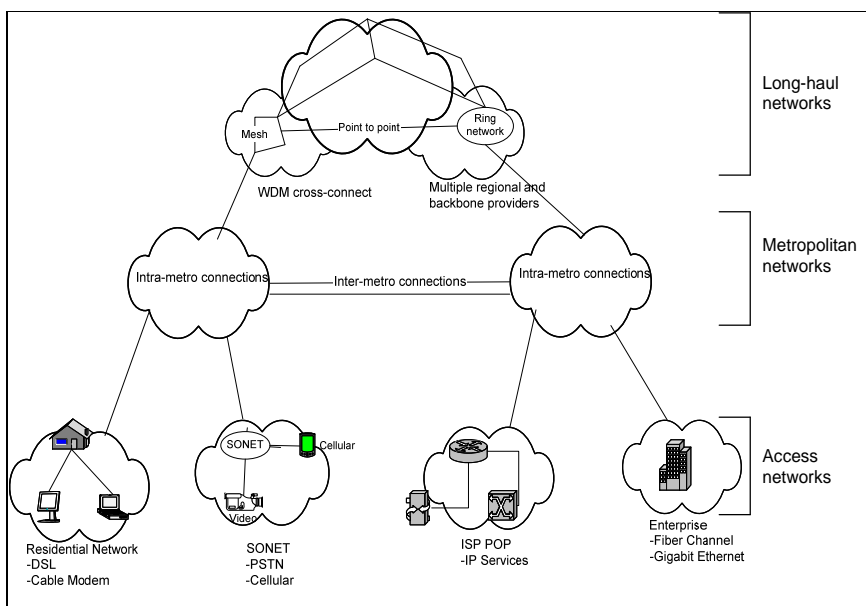 Long-haul
networks
Mesh
Point to point
Ring
network
WDM cross-connect
Multiple regional and
backbone providers
Metropolitan
networks
Intra-metro connections
Inter-metro connections
Intra-metro connections
Access
networks
SONET
Cellular
Video
Residential Network
-DSL
-Cable Modem
SONET
-PSTN
-Cellular
ISP POP
-IP Services
Enterprise
-Fiber Channel
-Gigabit Ethernet